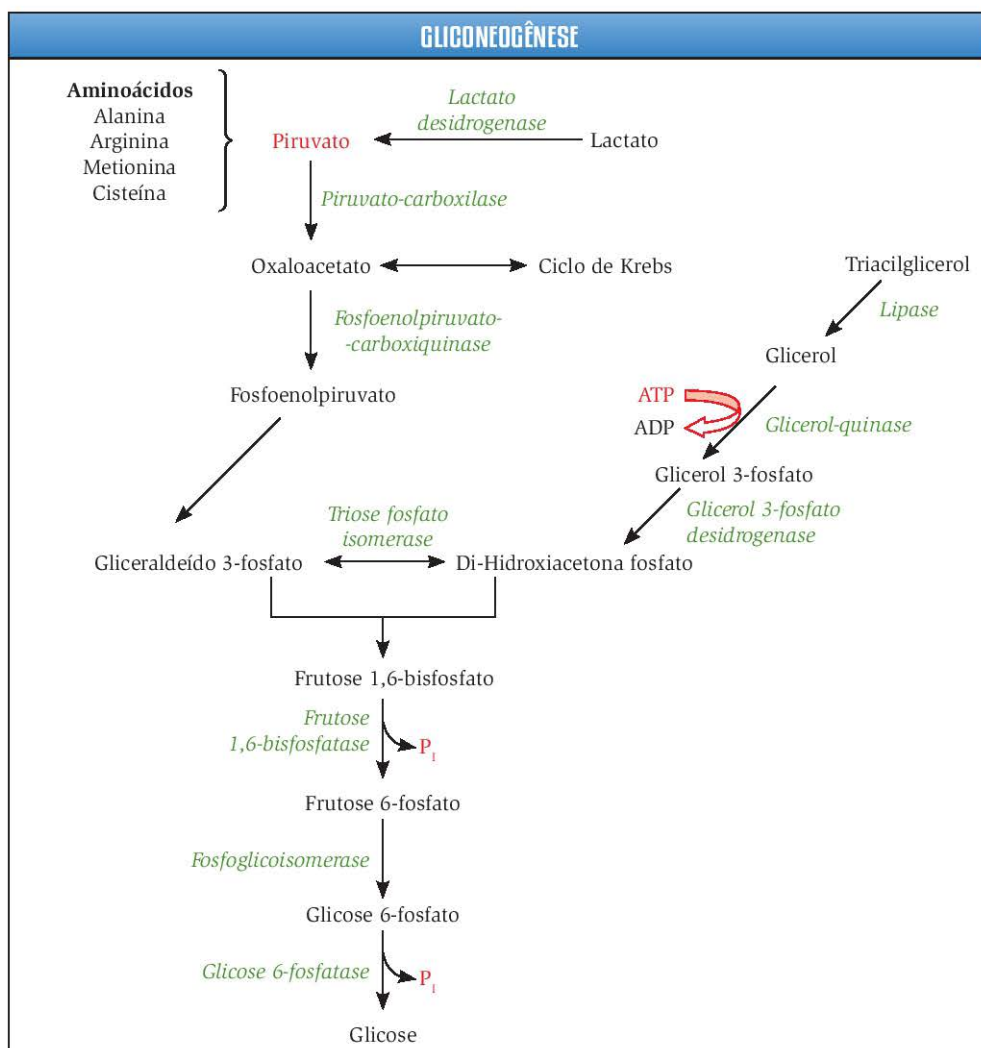 GLICONEOGÊNESE
Aminoácidos
Alanina
Arginina
Metionina
Cisteína
Piruvato
Lactato
desidrogenase
Lactato
Piruvato-carboxilase
Oxaloacetato
Ciclo de Krebs
Triacilglicerol
Lipase
Fosfoenolpiruvato-
-carboxiquinase
Glicerol
Fosfoenolpiruvato
ATP
ADP
Glicerol-quinase
Glicerol 3-fosfato
Glicerol 3-fosfato
desidrogenase
Triose fosfato
isomerase
Gliceraldeído 3-fosfato
Di-Hidroxiacetona fosfato
Frutose 1,6-bisfosfato
Frutose
1,6-bisfosfatase
P I
Frutose 6-fosfato
Fosfoglicoisomerase
Glicose 6-fosfato
Glicose 6-fosfatase
P I
Glicose